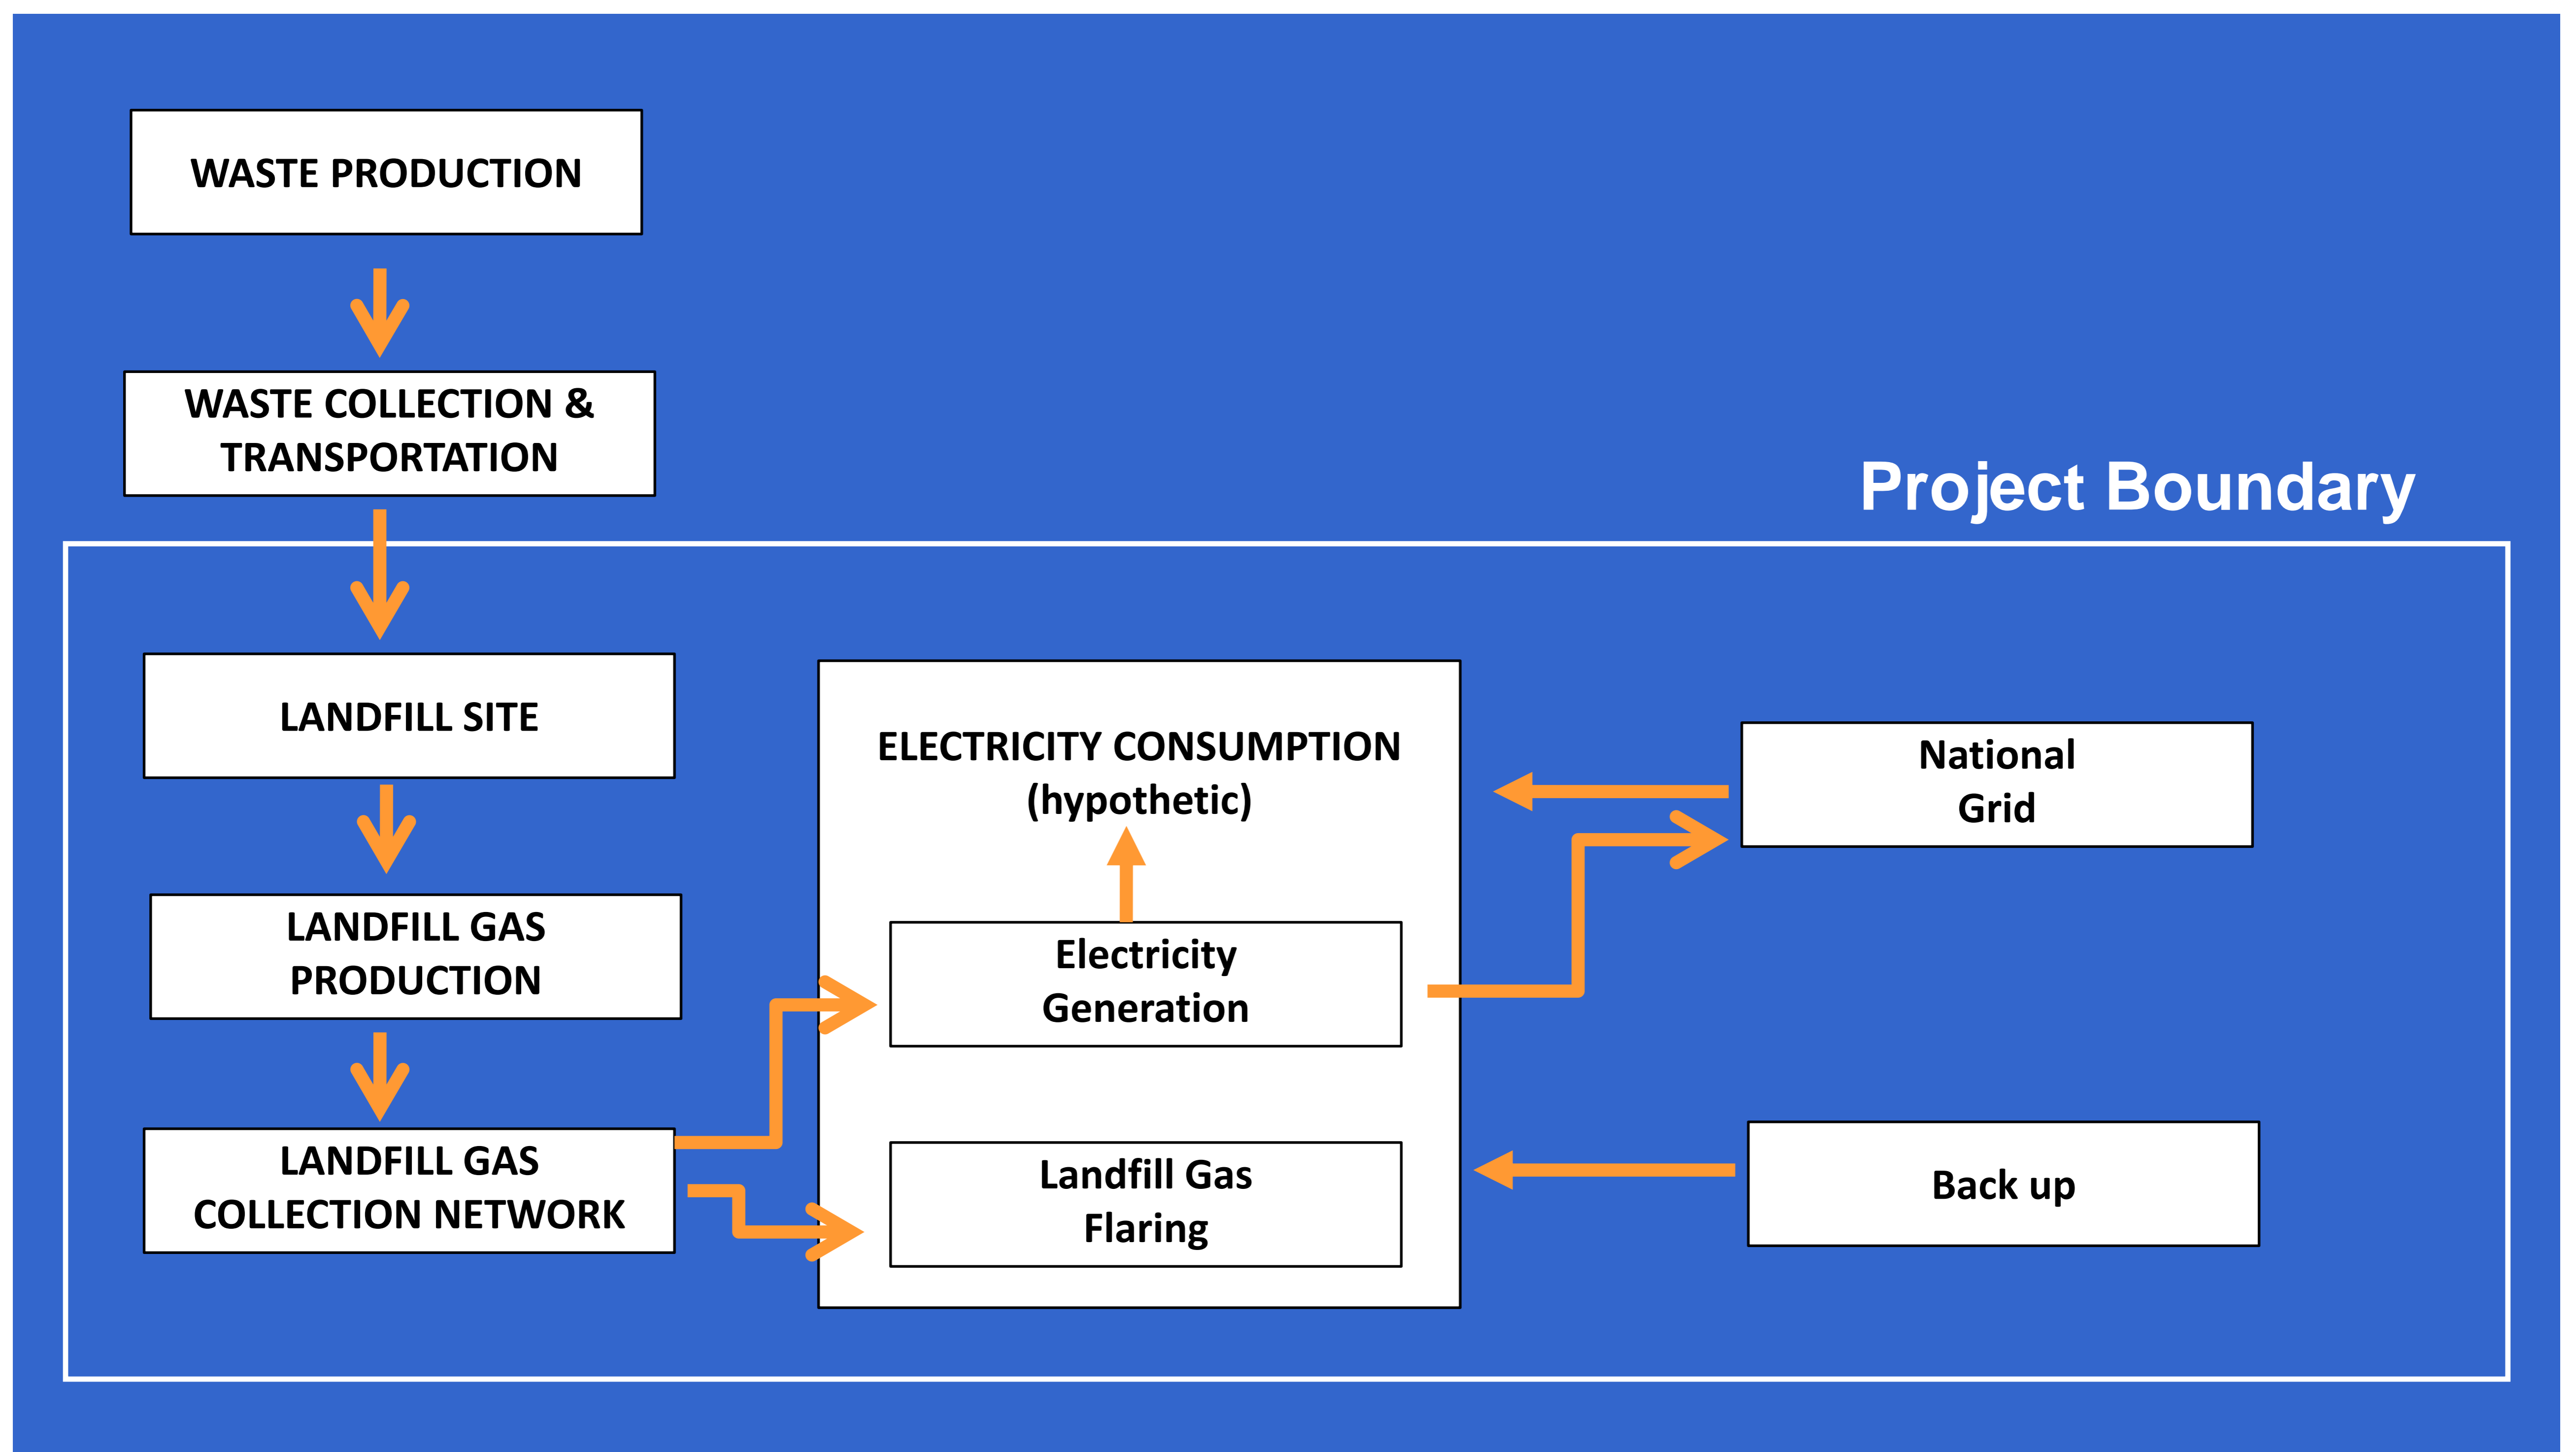 WASTE PRODUCTION
WASTE COLLECTION &
TRANSPORTATION
Project Boundary
LANDFILL SITE
ELECTRICITY CONSUMPTION
(hypothetic)
National
Grid
LANDFILL GAS
PRODUCTION
Electricity
Generation
LANDFILL GAS
COLLECTION NETWORK
Landfill Gas
Flaring
Back up